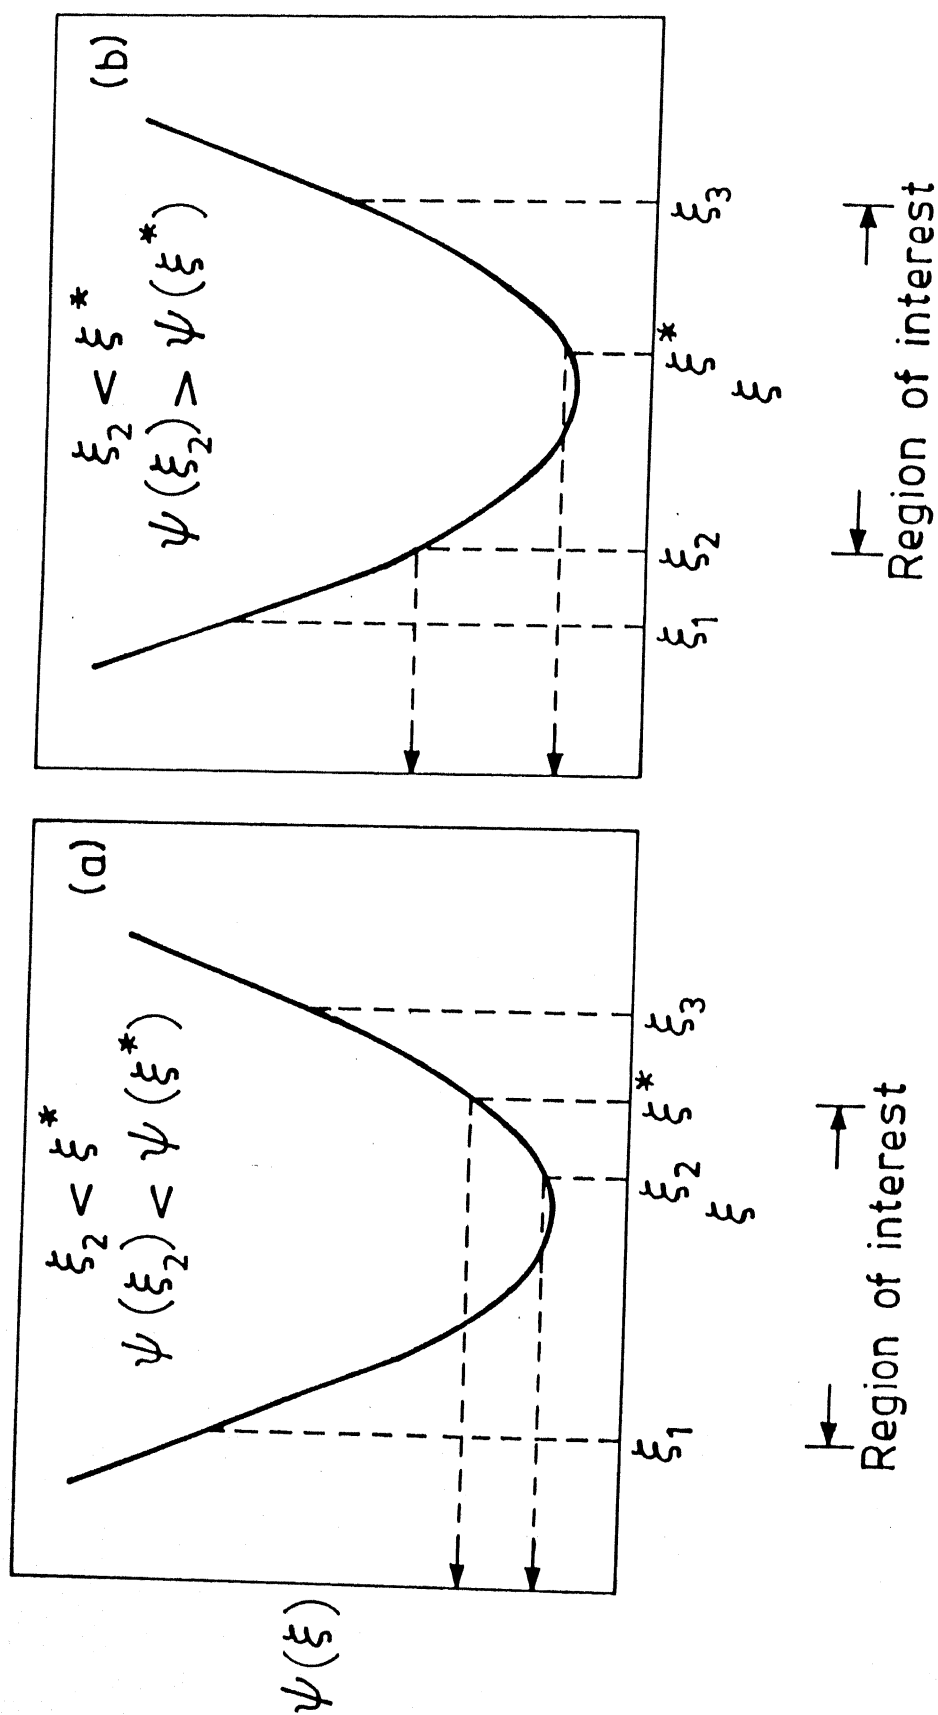 ψ(ξ)
(a)
ξ₂ < ξ*
ψ(ξ₂) < ψ(ξ*)
ξ₁ ξ₂ ξ* ξ₃
ξ
Region of interest
(b)
ξ₂ < ξ*
ψ(ξ₂) > ψ(ξ*)
ξ₁ ξ₂ ξ* ξ₃
ξ
Region of interest